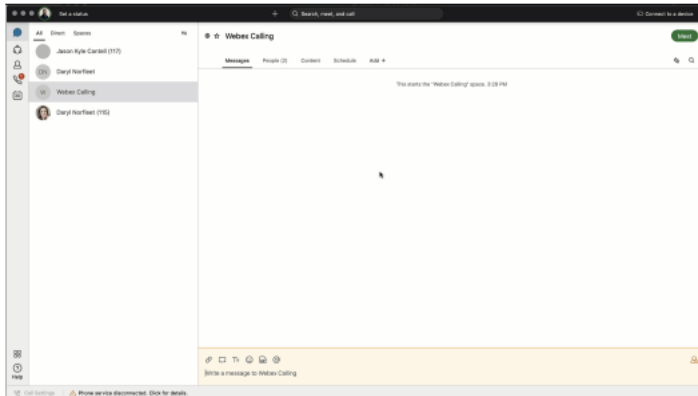 Set a status
Search, meet, and call
Connect to a device
All Direct Spaces
Jason Kyle Cantell (117)
DN Daryl Norfleet
Webex Calling
Daryl Norfleet (115)
Webex Calling
Meet
Messages People (3) Content Schedule Add +
This starts the "Webex Calling" space. 3:29 PM
Write a message to Webex Calling
Help
Call Settings
Phone service disconnected. Click for details.